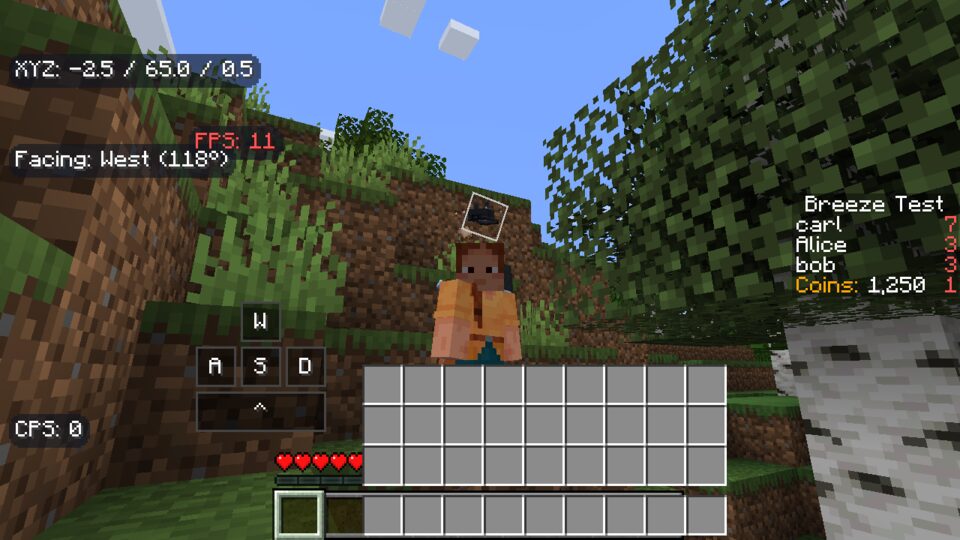 XYZ: -2.5 / 65.0 / 0.5
FPS: 11
Facing: West (118º)
Breeze Test
carl 7
Alice 3
bob 3
Coins: 1,250 1
W
A S D
^
CPS: 0